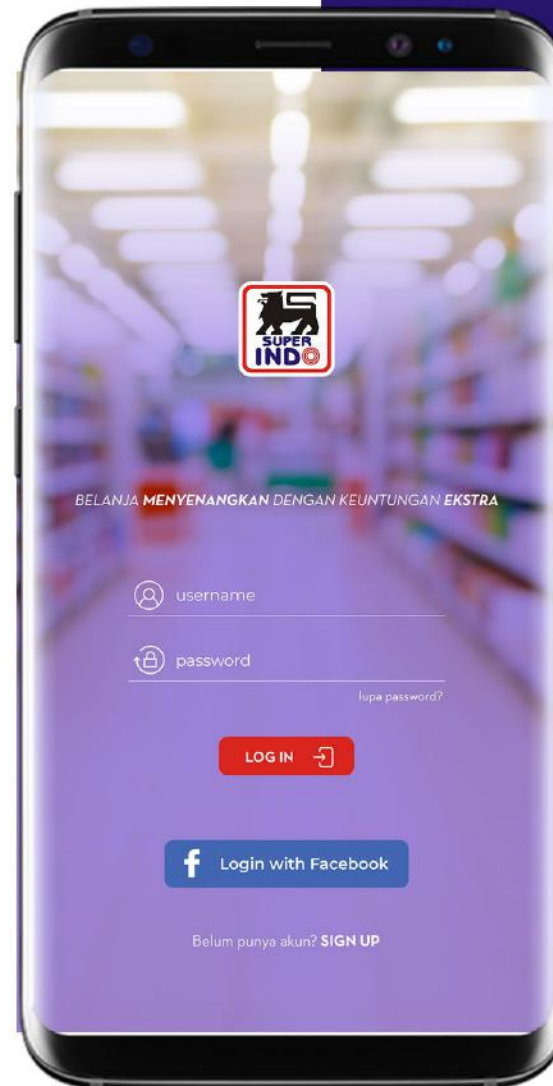 SUPER
INDO
BELANJA MENYENANGKAN DENGAN KEUNTUNGAN EKSTRA
username
password
lupa password?
LOG IN
f Login with Facebook
Belum punya akun? SIGN UP